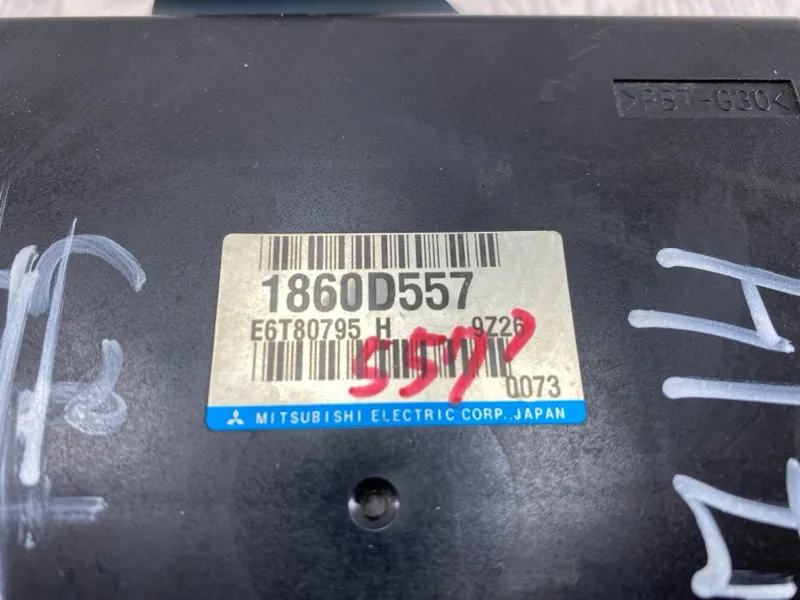 >PBT-G30<
1860D557
E6T80795 H 9Z26
557
0073
MITSUBISHI ELECTRIC CORP., JAPAN